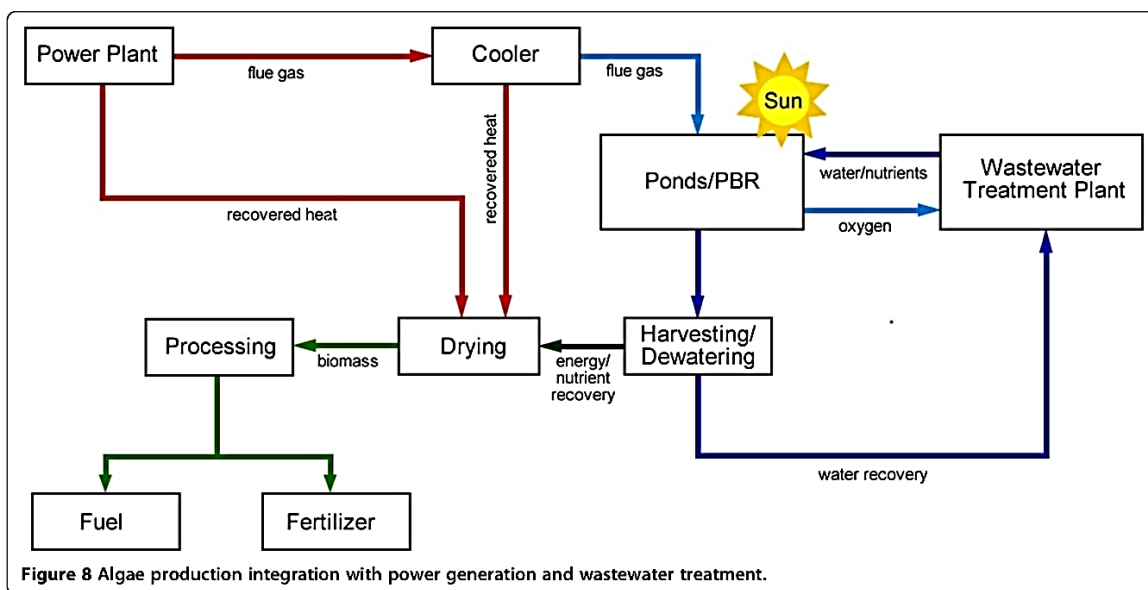 Power Plant
flue gas
Cooler
flue gas
Sun
recovered heat
recovered heat
Ponds/PBR
water/nutrients
oxygen
Wastewater
Treatment Plant
Processing
biomass
Drying
energy/
nutrient
recovery
Harvesting/
Dewatering
water recovery
Fuel
Fertilizer
Figure 8 Algae production integration with power generation and wastewater treatment.